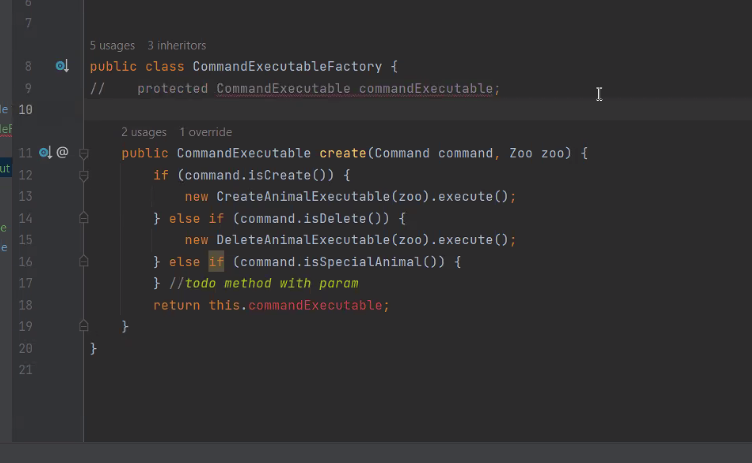 6
7
5 usages 3 inheritors
8 public class CommandExecutableFactory {
9 // protected CommandExecutable commandExecutable;
le 10
leF
2 usages 1 override
11 @ public CommandExecutable create(Command command, Zoo zoo) {
ut 12 if (command.isCreate()) {
13 new CreateAnimalExecutable(zoo).execute();
14 } else if (command.isDelete()) {
e 15 new DeleteAnimalExecutable(zoo).execute();
e 16 } else if (command.isSpecialAnimal()) {
17 } //todo method with param
18 return this.commandExecutable;
19 }
20 }
21